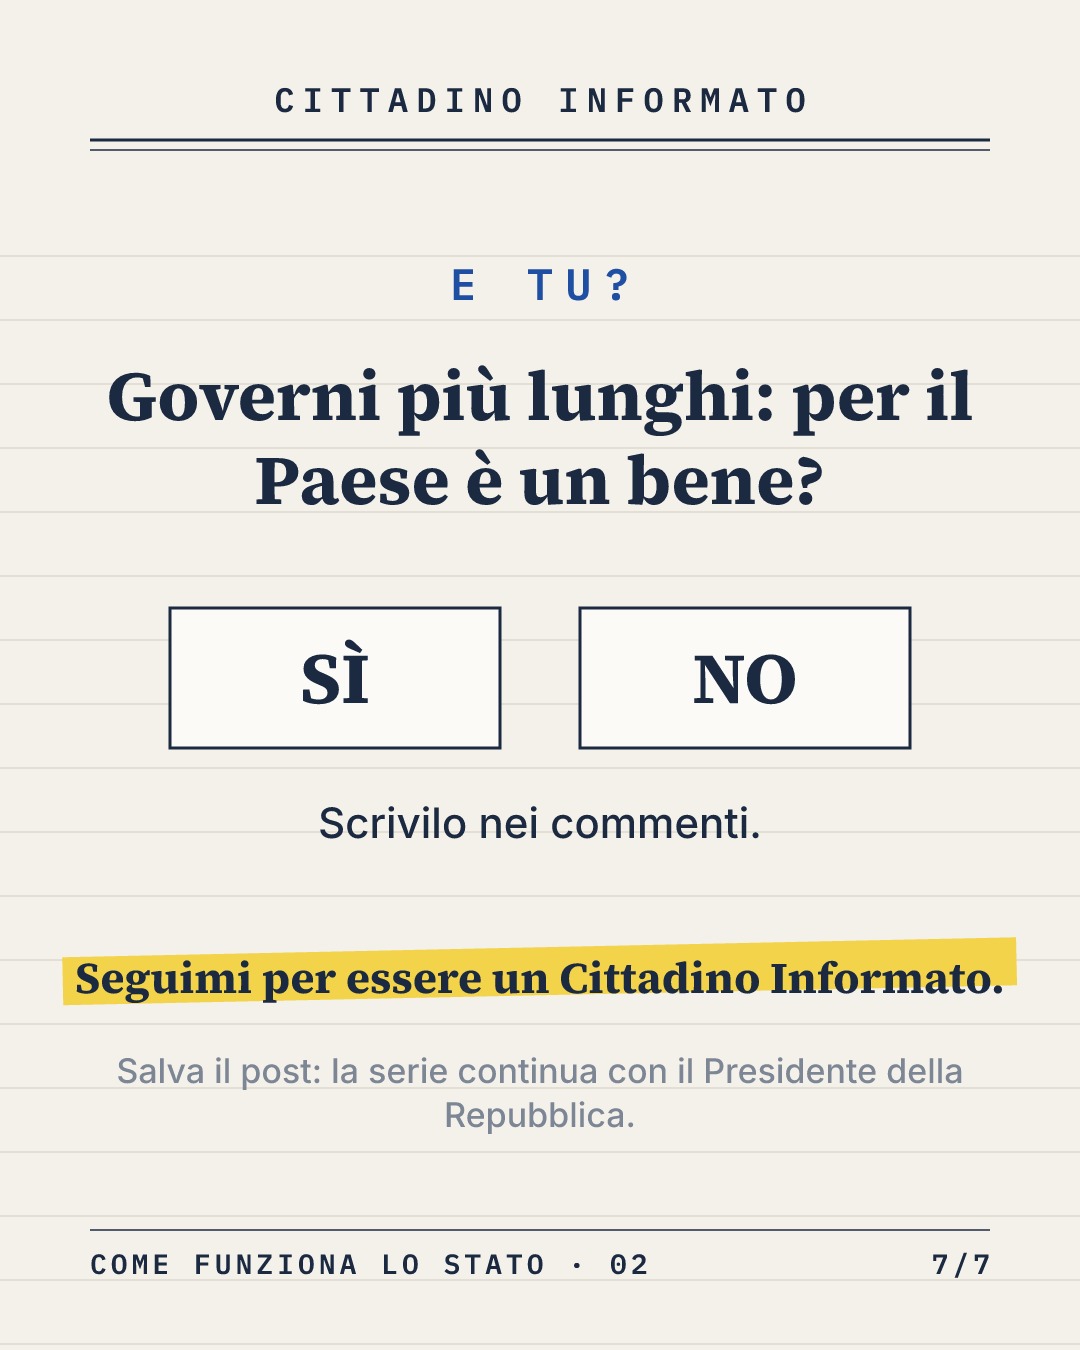 CITTADINO INFORMATO
E TU?
Governi più lunghi: per il
Paese è un bene?
SÌ
NO
Scrivilo nei commenti.
Seguimi per essere un Cittadino Informato.
Salva il post: la serie continua con il Presidente della
Repubblica.
COME FUNZIONA LO STATO · 02
7/7